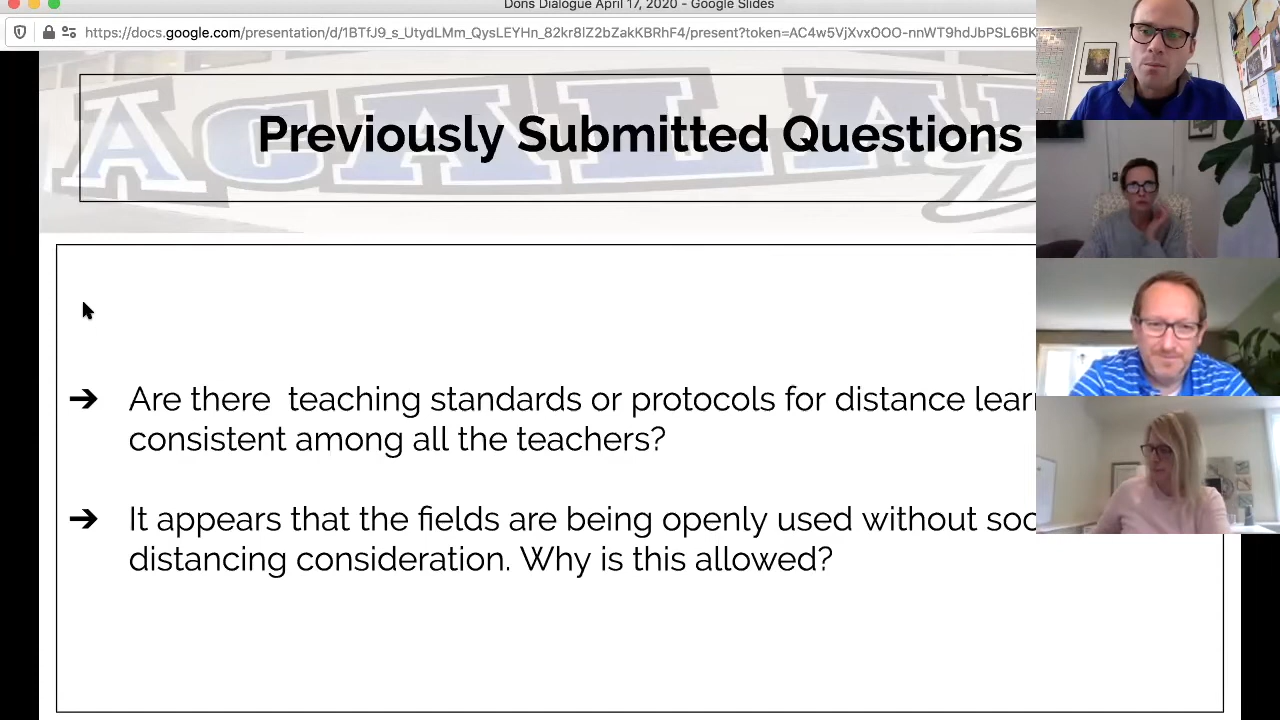 Dons Dialogue April 17, 2020 - Google Slides
https://docs.google.com/presentation/d/1BTfJ9_s_UtydLMm_QysLEYHn_82kr8lZ2bZakKBRhF4/present?token=AC4w5VjXvxOOO-nnWT9hdJbPSL6BK
ACALA
Previously Submitted Questions
➔ Are there  teaching standards or protocols for distance lear
consistent among all the teachers?
➔ It appears that the fields are being openly used without soc
distancing consideration. Why is this allowed?